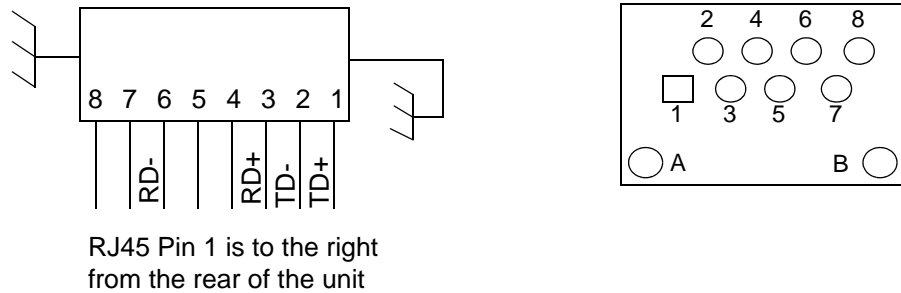 8 7 6 5 4 3 2 1
RD-
RD+
TD-
TD+
RJ45 Pin 1 is to the right
from the rear of the unit
2 4 6 8
1 3 5 7
A B